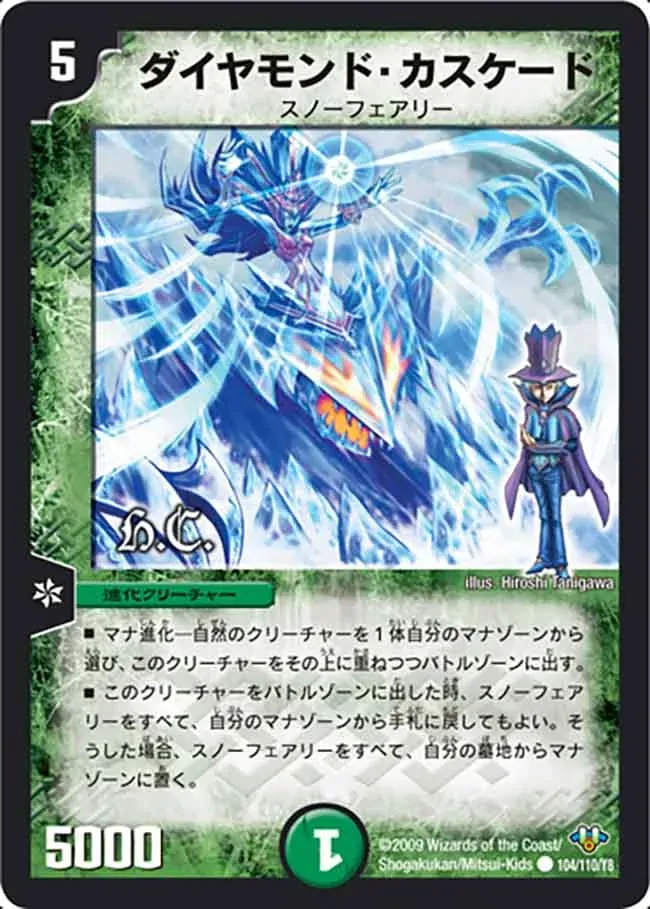 5
ダイヤモンド・カスケード
スノーフェアリー
h.C.
illus. Hiroshi Tanigawa
進化クリーチャー
■ マナ進化―自然のクリーチャーを1体自分のマナゾーンから
選び、このクリーチャーをその上に重ねつつバトルゾーンに出す。
■ このクリーチャーをバトルゾーンに出した時、スノーフェア
リーをすべて、自分のマナゾーンから手札に戻してもよい。そ
うした場合、スノーフェアリーをすべて、自分の墓地からマナ
ゾーンに置く。
5000
1
©2009 Wizards of the Coast/
Shogakukan/Mitsui-Kids 104/110/Y8